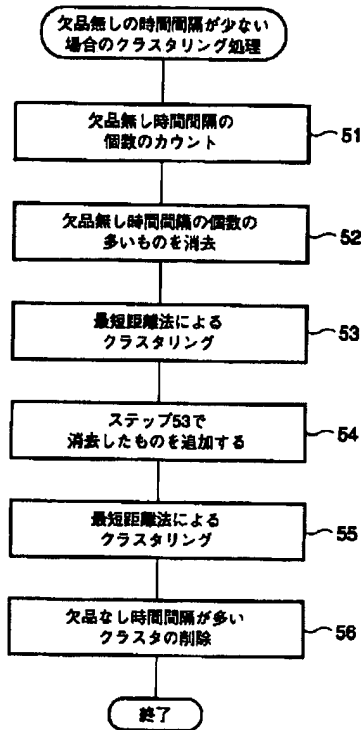 欠品無しの時間間隔が少ない
場合のクラスタリング処理
欠品無し時間間隔の
個数のカウント
51
欠品無し時間間隔の個数の
多いものを消去
52
最短距離法による
クラスタリング
53
ステップ53で
消去したものを追加する
54
最短距離法による
クラスタリング
55
欠品なし時間間隔が多い
クラスタの削除
56
終了